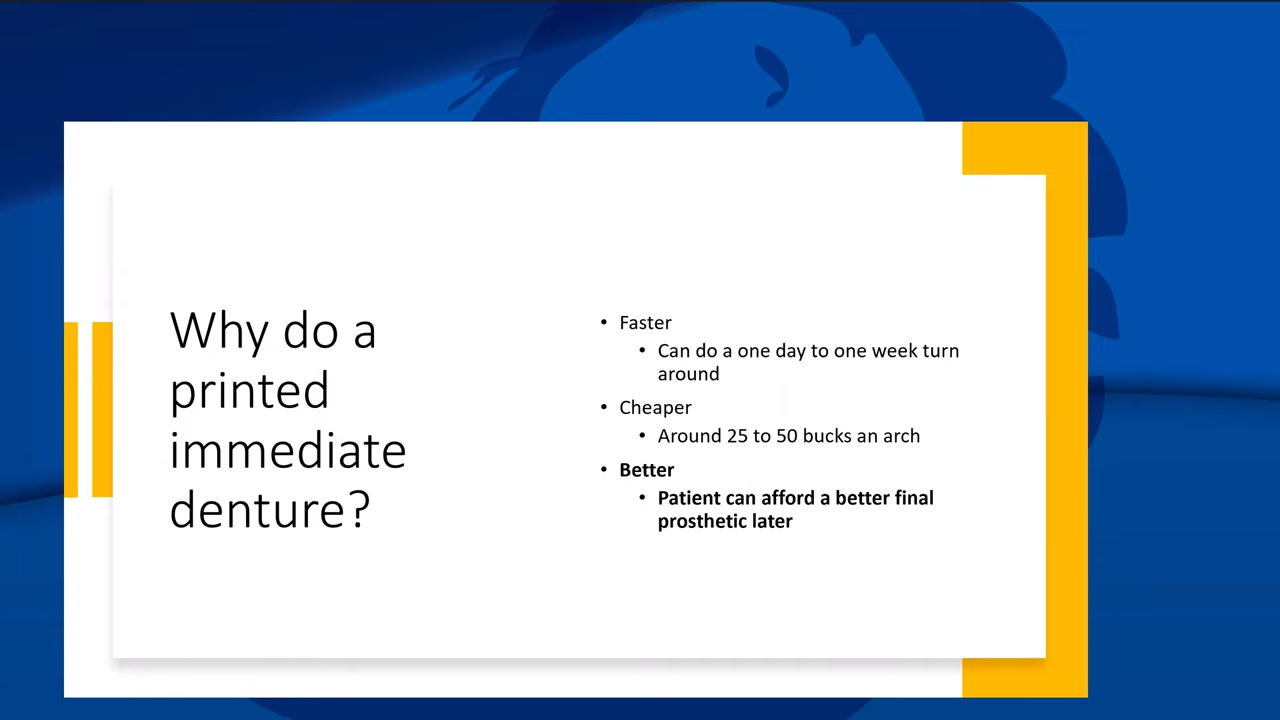 Why do a
printed
immediate
denture?
• Faster
• Can do a one day to one week turn
around
• Cheaper
• Around 25 to 50 bucks an arch
• Better
• Patient can afford a better final
prosthetic later